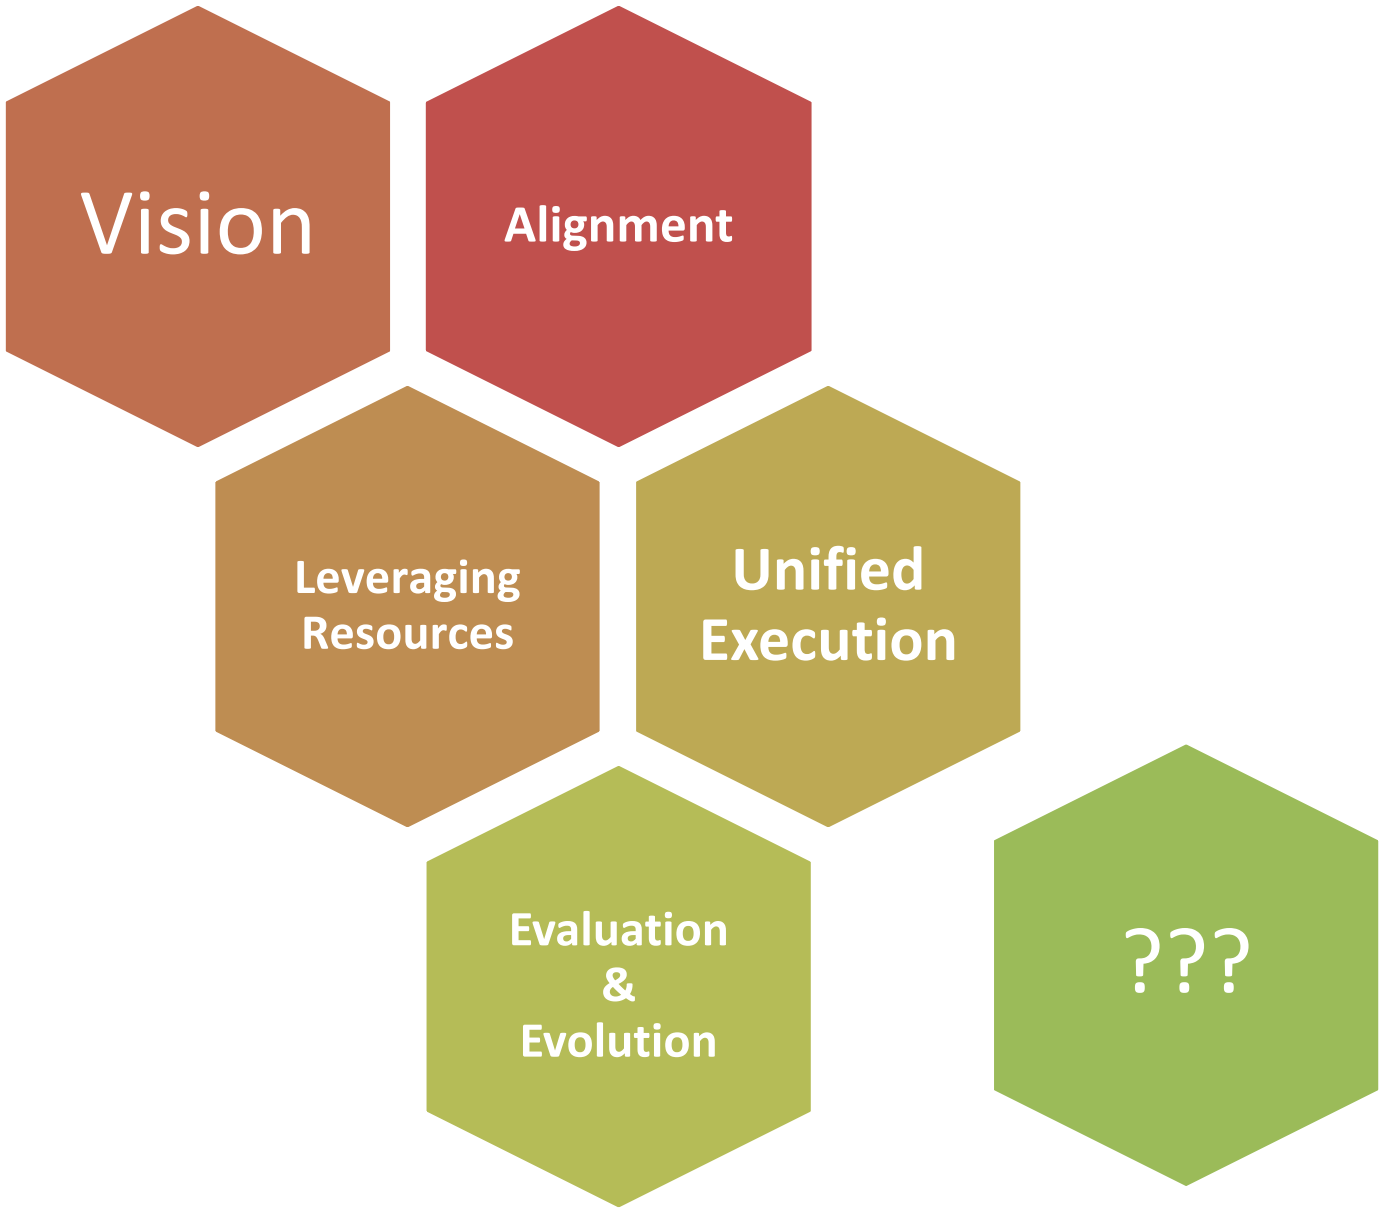 Vision
Alignment
Leveraging
Resources
Unified
Execution
Evaluation
&
Evolution
???